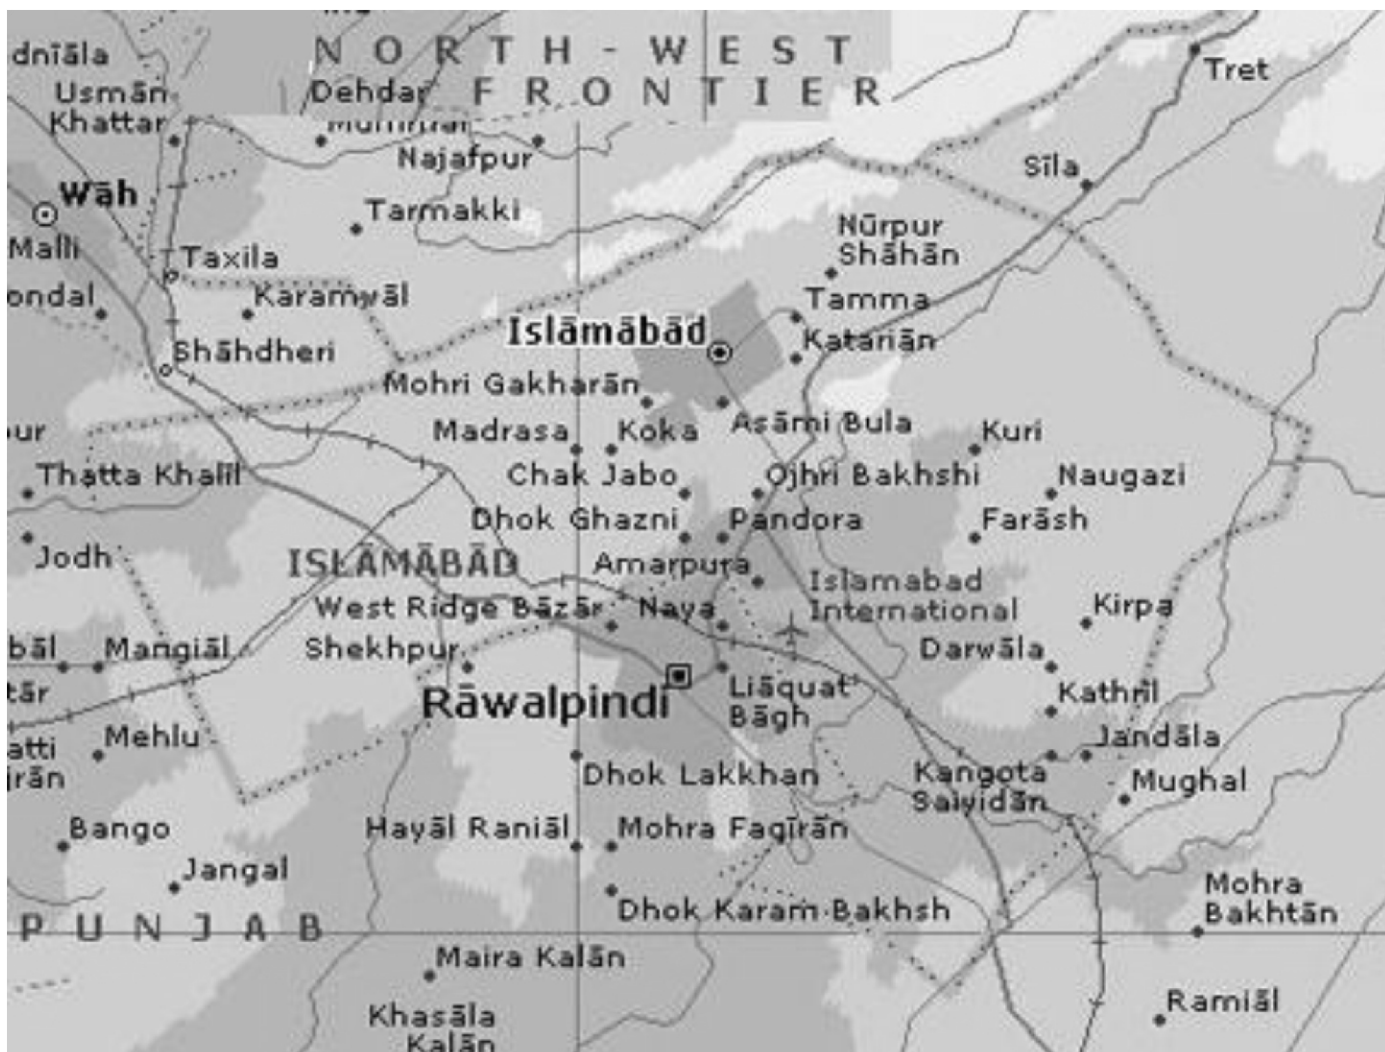 dnīāla
NORTH-WEST
FRONTIER
Tret
Usmān
Khattar
Dehdar
Najafpur
Sīla
Wāh
Tarmakki
Nūrpur
Shāhān
Malli
Taxila
ondal
Karamwāl
Tamma
Islāmābād
Katariān
Shāhdheri
Mohri Gakharān
Asāmi Bula
our
Madrasa
Koka
Kuri
Thatta Khalīl
Chak Jabo
Ojhri Bakhshi
Naugazi
Dhok Ghazni
Pandora
Farāsh
Jodh
ISLĀMĀBĀD
Amarpura
Islamabad
International
West Ridge Bāzār
Naya
Kirpa
bāl
Mangiāl
Shekhpur
Darwāla
tār
Rāwalpindi
Liāquat
Bāgh
Kathrīl
atti
irān
Mehlu
Jandāla
Dhok Lakkhan
Kangota
Saiyidān
Mughal
Bango
Hayāl Raniāl
Mohra Faqīrān
Jangal
Mohra
Bakhtān
Dhok Karam Bakhsh
PUNJAB
Maira Kalān
Khasāla
Kalān
Ramiāl